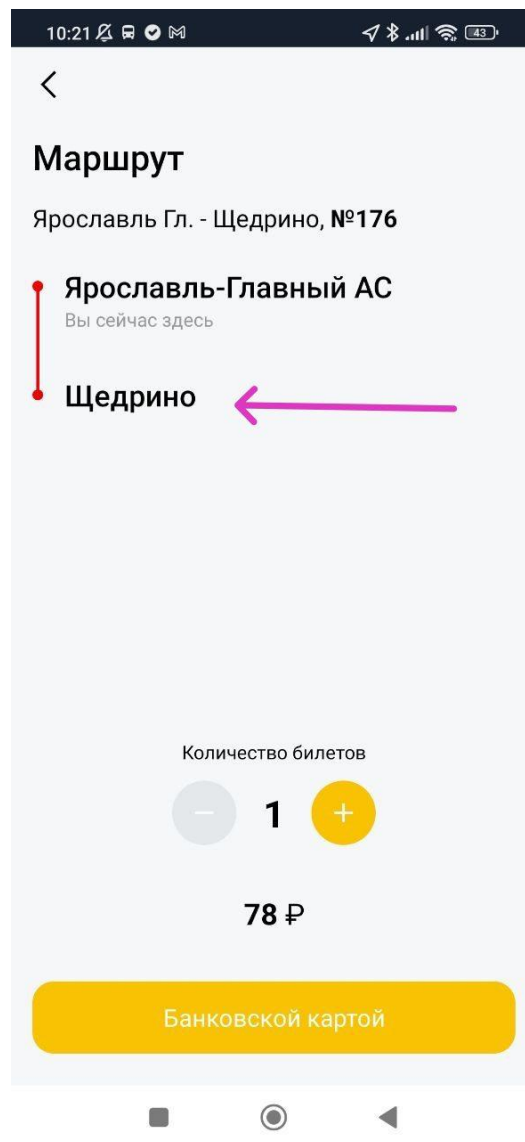 10:21
43
Маршрут
Ярославль Гл. - Щедрино, №176
Ярославль-Главный АС
Вы сейчас здесь
Щедрино
Количество билетов
− 1 +
78 ₽
Банковской картой